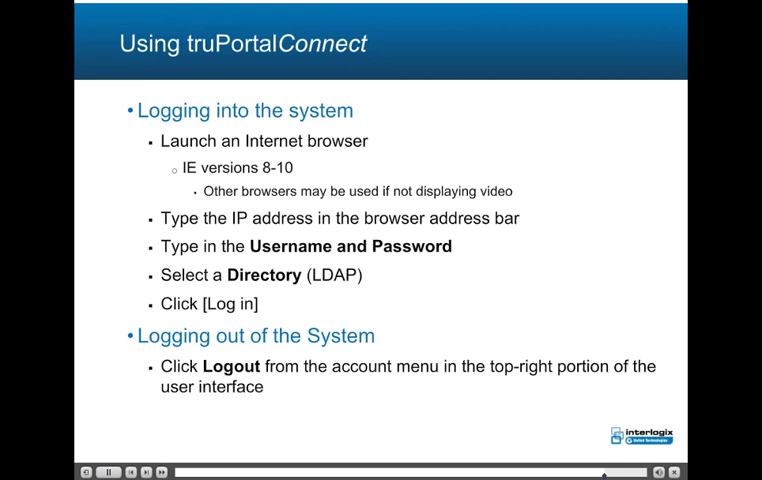 Using truPortalConnect
• Logging into the system
▪ Launch an Internet browser
○ IE versions 8-10
▪ Other browsers may be used if not displaying video
▪ Type the IP address in the browser address bar
▪ Type in the Username and Password
▪ Select a Directory (LDAP)
▪ Click [Log in]
• Logging out of the System
▪ Click Logout from the account menu in the top-right portion of the
user interface
interlogix
United Technologies